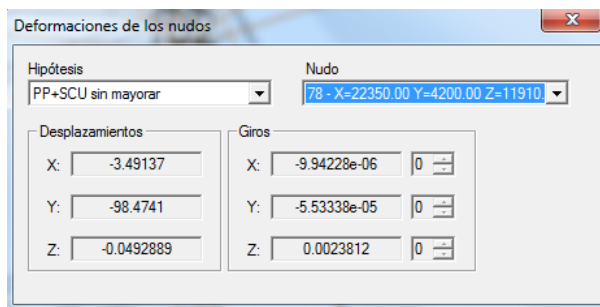 Deformaciones de los nudos
Hipótesis
Nudo
PP+SCU sin mayorar
78 - X=22350.00 Y=4200.00 Z=11910.
Desplazamientos
Giros
X: -3.49137
X: -9.94228e-06 0
Y: -98.4741
Y: -5.53338e-05 0
Z: -0.0492889
Z: 0.0023812 0